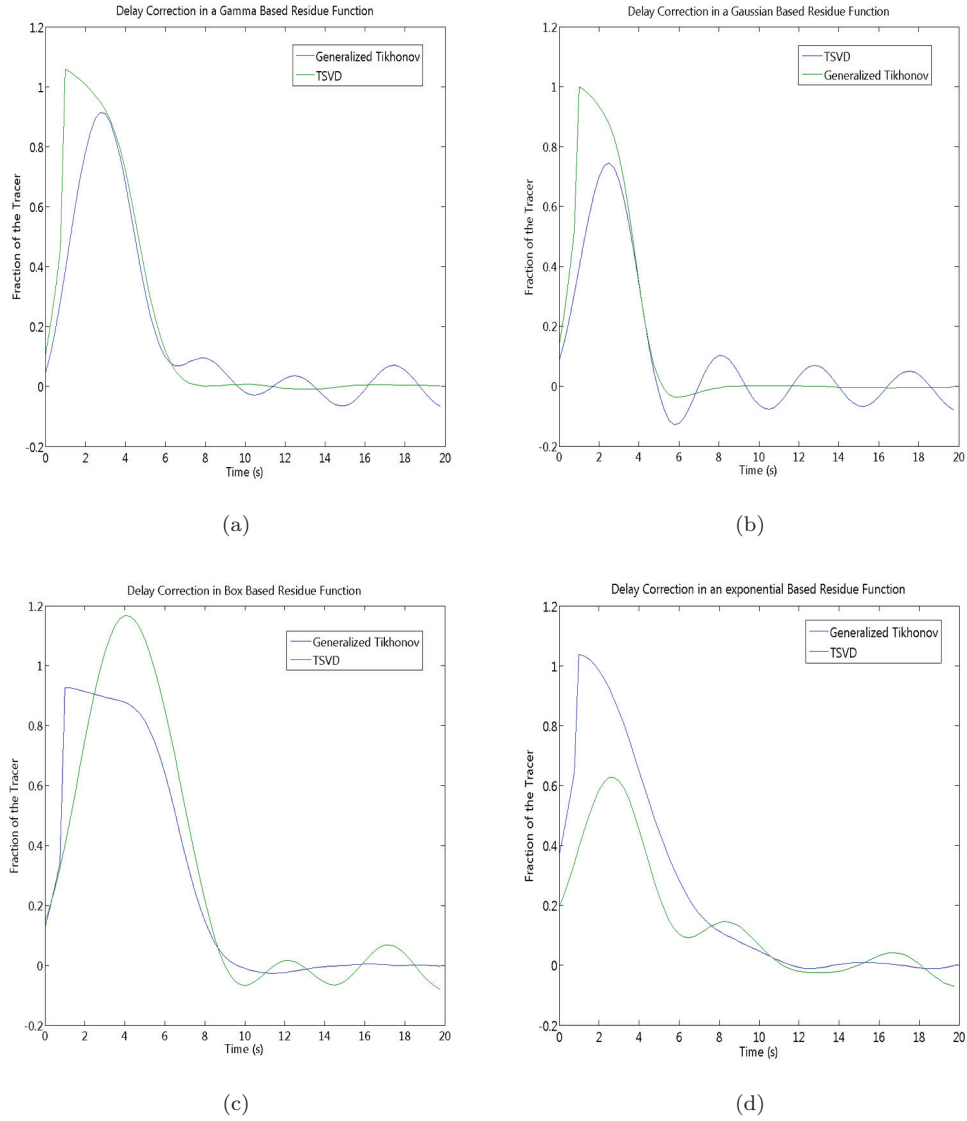 Delay Correction in a Gamma Based Residue Function
1.2
1
0.8
0.6
0.4
0.2
0
-0.2
Fraction of the Tracer
Generalized Tikhonov
TSVD
0 2 4 6 8 10 12 14 16 18 20
Time (s)
(a)
Delay Correction in a Gaussian Based Residue Function
1.2
1
0.8
0.6
0.4
0.2
0
-0.2
Fraction of the Tracer
TSVD
Generalized Tikhonov
0 2 4 6 8 10 12 14 16 18 20
Time (s)
(b)
Delay Correction in Box Based Residue Function
1.2
1
0.8
0.6
0.4
0.2
0
-0.2
Fraction of the Tracer
Generalized Tikhonov
TSVD
0 2 4 6 8 10 12 14 16 18 20
Time (s)
(c)
Delay Correction in an exponential Based Residue Function
1.2
1
0.8
0.6
0.4
0.2
0
-0.2
Fraction of the Tracer
Generalized Tikhonov
TSVD
0 2 4 6 8 10 12 14 16 18 20
Time (s)
(d)